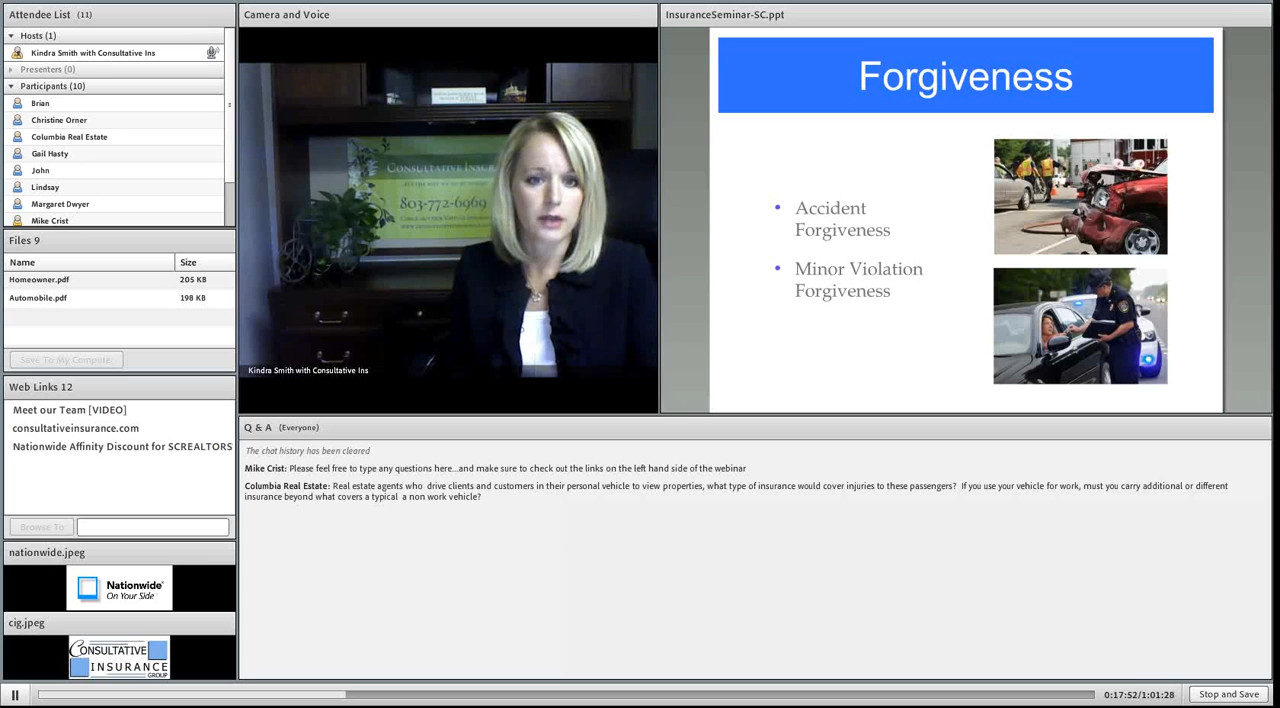 Attendee List (11)
Hosts (1)
Kindra Smith with Consultative Ins
Presenters (0)
Participants (10)
Brian
Christine Orner
Columbia Real Estate
Gail Hasty
John
Lindsay
Margaret Dwyer
Mike Crist
Files 9
Name Size
Homeowner.pdf 205 KB
Automobile.pdf 198 KB
Save To My Compute
Web Links 12
Meet our Team [VIDEO]
consultativeinsurance.com
Nationwide Affinity Discount for SCREALTORS
Browse To
nationwide.jpeg
Nationwide®
On Your Side
cig.jpeg
CONSULTATIVE
INSURANCE
GROUP
Camera and Voice
CONSULTATIVE INSUR
803-772-6969
Kindra Smith with Consultative Ins
InsuranceSeminar-SC.ppt
Forgiveness
• Accident
Forgiveness
• Minor Violation
Forgiveness
Q & A (Everyone)
The chat history has been cleared
Mike Crist: Please feel free to type any questions here...and make sure to check out the links on the left hand side of the webinar
Columbia Real Estate: Real estate agents who drive clients and customers in their personal vehicle to view properties, what type of insurance would cover injuries to these passengers? If you use your vehicle for work, must you carry additional or different
insurance beyond what covers a typical a non work vehicle?
0:17:52/1:01:28
Stop and Save